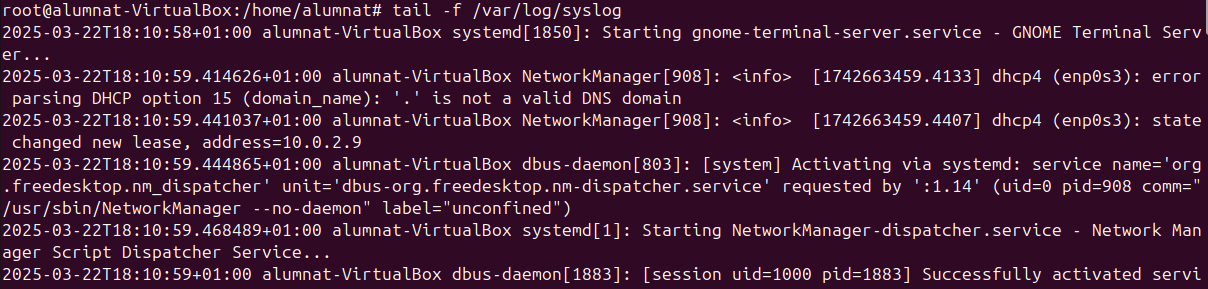 root@alumnat-VirtualBox:/home/alumnat# tail -f /var/log/syslog
2025-03-22T18:10:58+01:00 alumnat-VirtualBox systemd[1850]: Starting gnome-terminal-server.service - GNOME Terminal Serv
er...
2025-03-22T18:10:59.414626+01:00 alumnat-VirtualBox NetworkManager[908]: <info>  [1742663459.4133] dhcp4 (enp0s3): error
 parsing DHCP option 15 (domain_name): '.' is not a valid DNS domain
2025-03-22T18:10:59.441037+01:00 alumnat-VirtualBox NetworkManager[908]: <info>  [1742663459.4407] dhcp4 (enp0s3): state
 changed new lease, address=10.0.2.9
2025-03-22T18:10:59.444865+01:00 alumnat-VirtualBox dbus-daemon[803]: [system] Activating via systemd: service name='org
.freedesktop.nm_dispatcher' unit='dbus-org.freedesktop.nm-dispatcher.service' requested by ':1.14' (uid=0 pid=908 comm="
/usr/sbin/NetworkManager --no-daemon" label="unconfined")
2025-03-22T18:10:59.468489+01:00 alumnat-VirtualBox systemd[1]: Starting NetworkManager-dispatcher.service - Network Man
ager Script Dispatcher Service...
2025-03-22T18:10:59+01:00 alumnat-VirtualBox dbus-daemon[1883]: [session uid=1000 pid=1883] Successfully activated servi